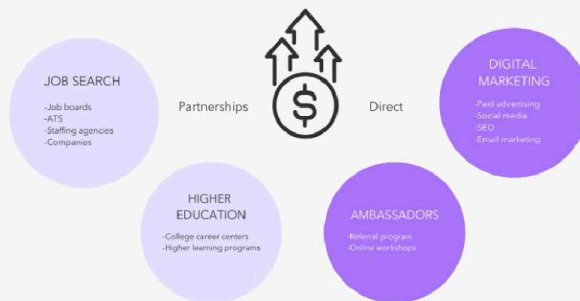 JOB SEARCH
-Job boards
-ATS
-Staffing agencies
-Companies
Partnerships
$
Direct
DIGITAL
MARKETING
-Paid advertising
-Social media
-SEO
-Email marketing
HIGHER
EDUCATION
-College career centers
-Higher learning programs
AMBASSADORS
-Referral program
-Online workshops